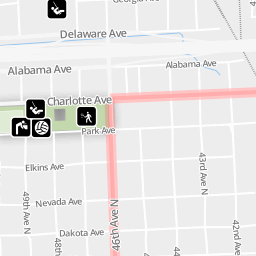 Georgia Ave
Delaware Ave
Alabama Ave
Alabama Ave
Charlotte Ave
Park Ave
Elkins Ave
43rd Ave N
49th Ave N
Nevada Ave
46th Ave N
Dakota Ave